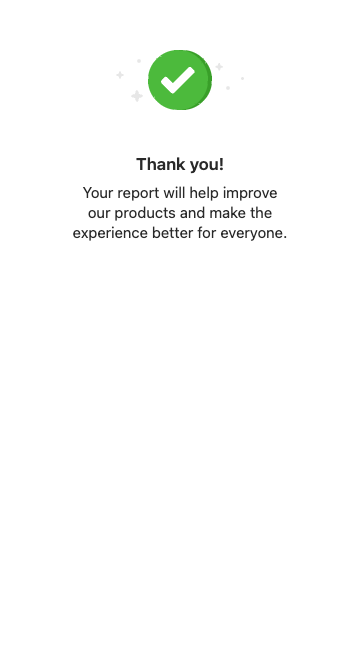 Thank you!
Your report will help improve
our products and make the
experience better for everyone.